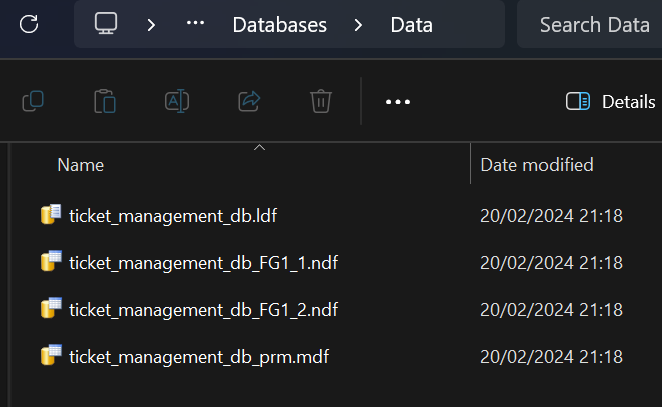 Databases > Data Search Data
Details
Name Date modified
ticket_management_db.ldf 20/02/2024 21:18
ticket_management_db_FG1_1.ndf 20/02/2024 21:18
ticket_management_db_FG1_2.ndf 20/02/2024 21:18
ticket_management_db_prm.mdf 20/02/2024 21:18